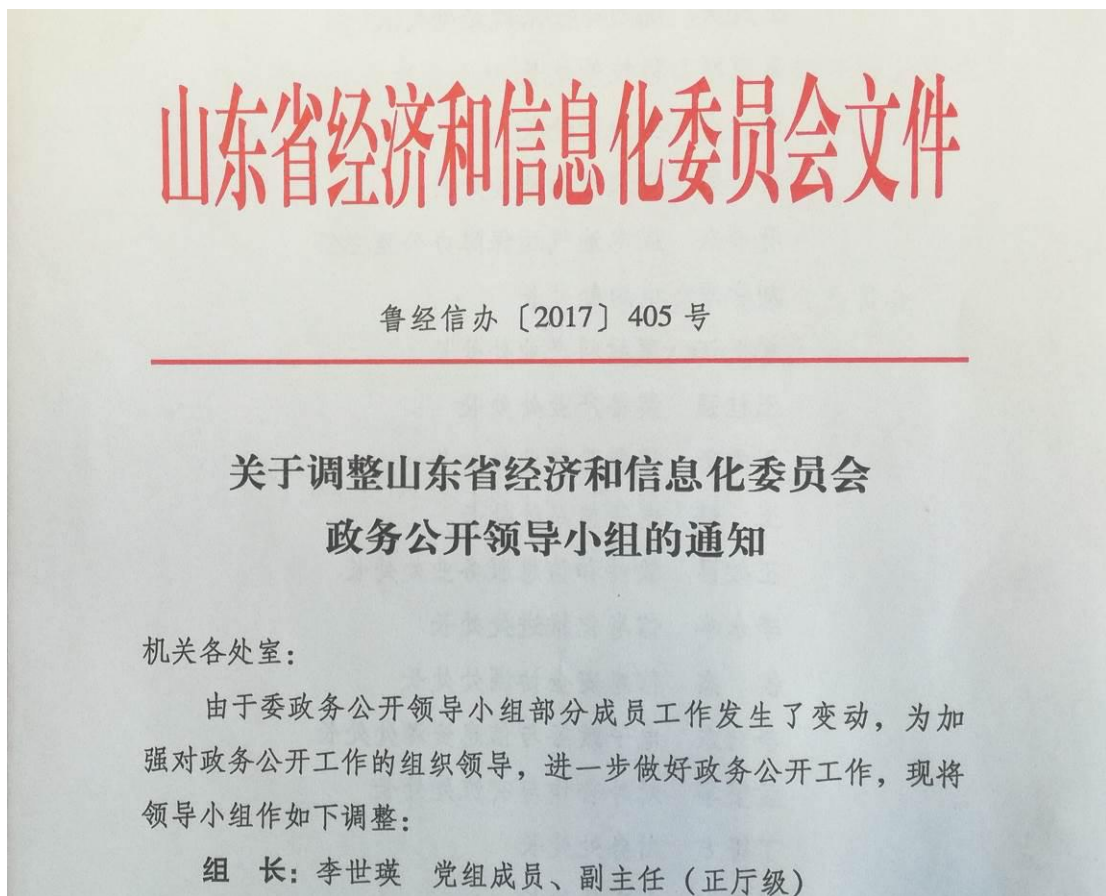 山东省经济和信息化委员会文件
鲁经信办〔2017〕405 号
关于调整山东省经济和信息化委员会
政务公开领导小组的通知
机关各处室：
由于委政务公开领导小组部分成员工作发生了变动，为加
强对政务公开工作的组织领导，进一步做好政务公开工作，现将
领导小组作如下调整：
组 长：李世瑛 党组成员、副主任（正厅级）